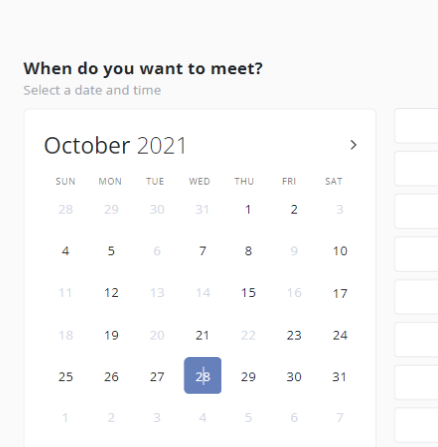 When do you want to meet?
Select a date and time
October 2021
SUN MON TUE WED THU FRI SAT
28 29 30 31 1 2 3
4 5 6 7 8 9 10
11 12 13 14 15 16 17
18 19 20 21 22 23 24
25 26 27 28 29 30 31
1 2 3 4 5 6 7